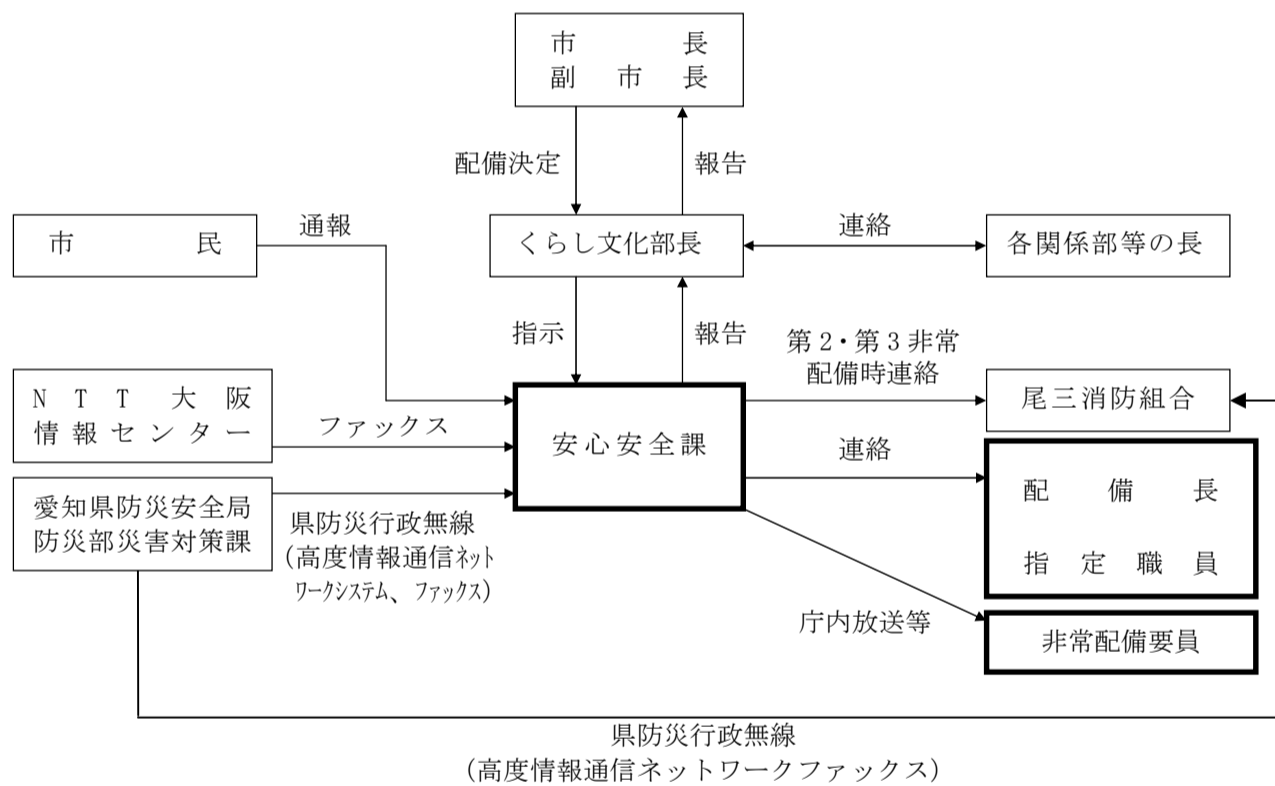 市長
副市長
配備決定
報告
市民
通報
くらし文化部長
連絡
各関係部等の長
指示
報告
第2・第3非常
配備時連絡
NTT大阪
情報センター
ファックス
安心安全課
尾三消防組合
連絡
配備長
指定職員
愛知県防災安全局
防災部災害対策課
県防災行政無線
(高度情報通信ネット
ワークシステム、ファックス)
庁内放送等
非常配備要員
県防災行政無線
(高度情報通信ネットワークファックス)